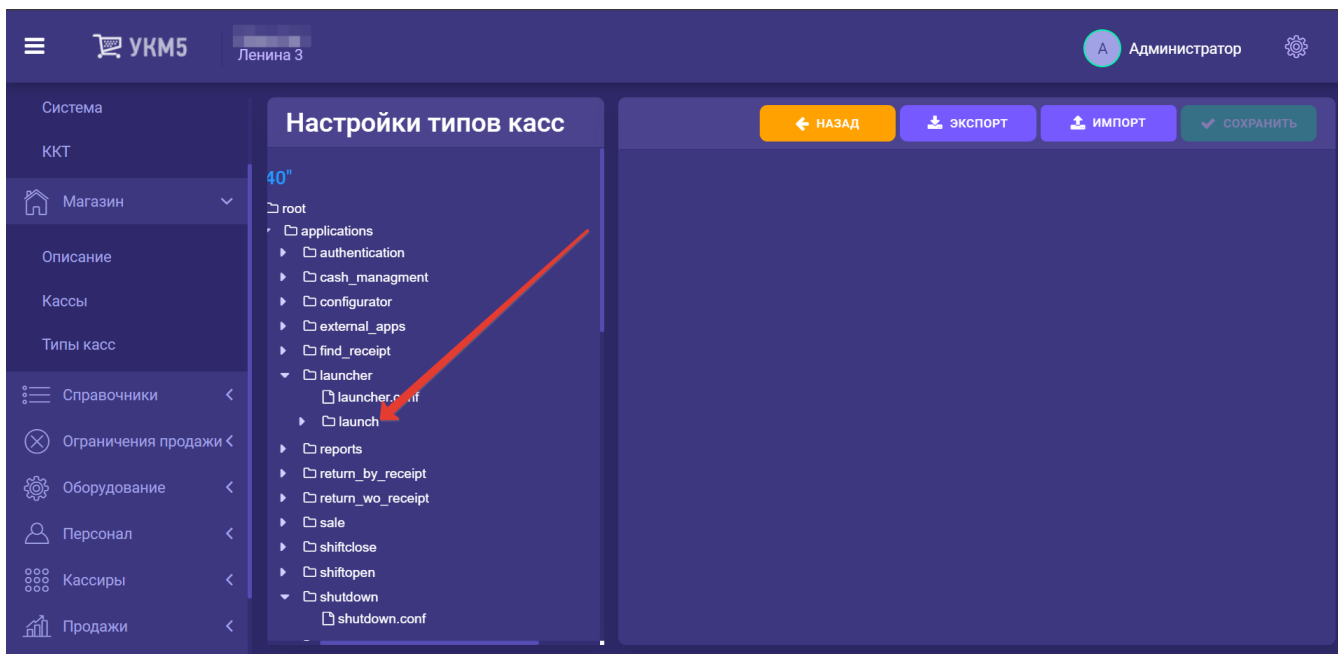 УКМ5
Ленина 3
А Администратор
Система
ККТ
Магазин
Описание
Кассы
Типы касс
Справочники
Ограничения продажи
Оборудование
Персонал
Кассиры
Продажи
Настройки типов касс
40"
root
applications
authentication
cash_managment
configurator
external_apps
find_receipt
launcher
launcher.conf
launch
reports
return_by_receipt
return_wo_receipt
sale
shiftclose
shiftopen
shutdown
shutdown.conf
НАЗАД
ЭКСПОРТ
ИМПОРТ
СОХРАНИТЬ